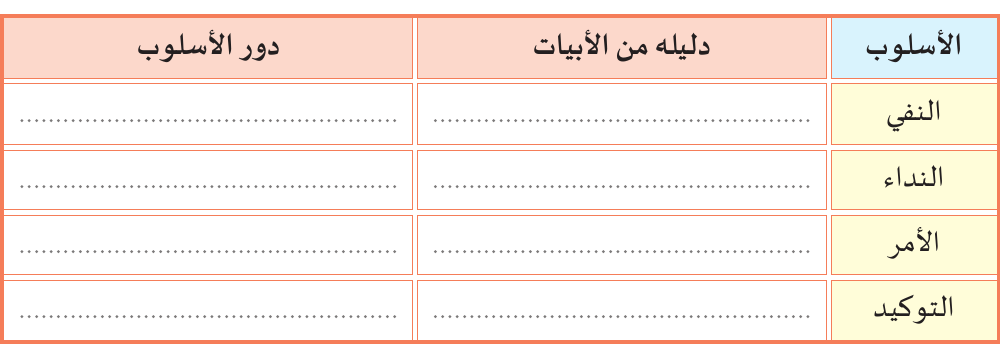 الأسلوب دليله من الأبيات دور الأسلوب
النفي ............................................... ...............................................
النداء ............................................... ...............................................
الأمر ............................................... ...............................................
التوكيد ............................................... ...............................................